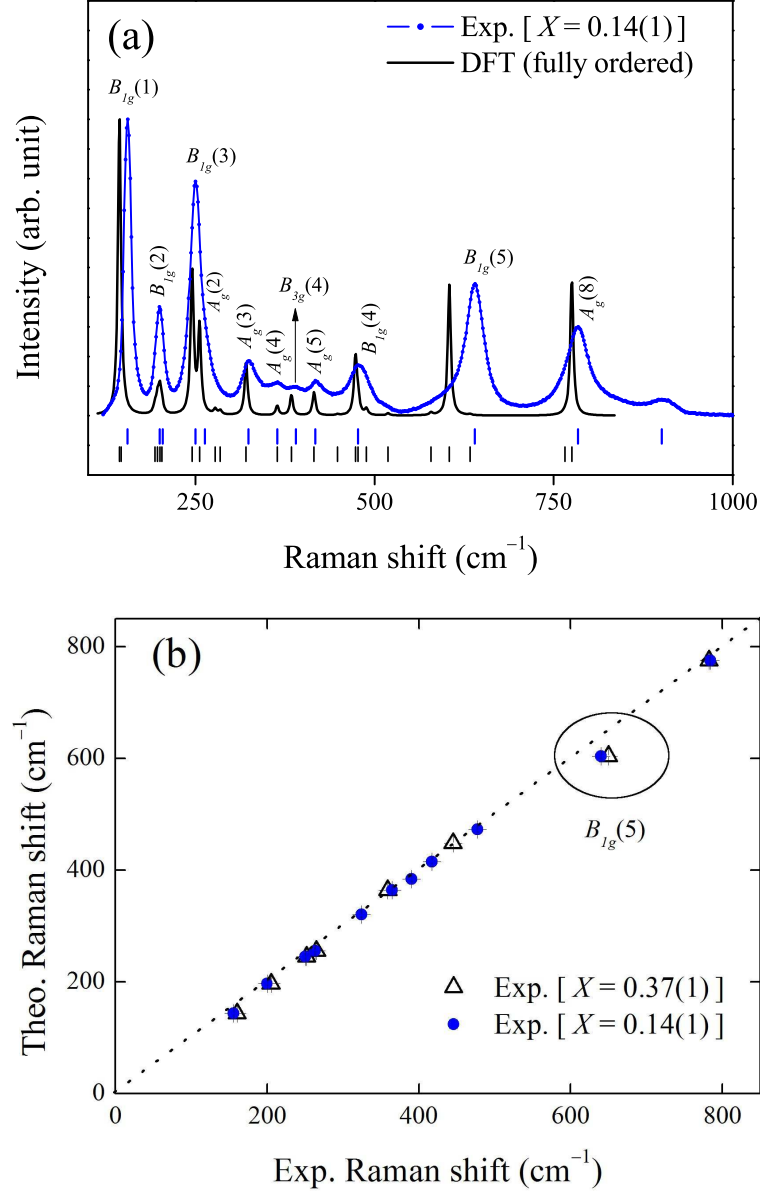 (a)
Exp. [ X = 0.14(1) ]
DFT (fully ordered)
B1g(1)
B1g(3)
B1g(2)
Ag(2)
B3g(4)
Ag(3)
Ag(4)
Ag(5)
B1g(4)
B1g(5)
Ag(8)
Intensity (arb. unit)
250 500 750 1000
Raman shift (cm⁻¹)
(b)
800
600
400
200
0
Theo. Raman shift (cm⁻¹)
B1g(5)
Exp. [ X = 0.37(1) ]
Exp. [ X = 0.14(1) ]
0 200 400 600 800
Exp. Raman shift (cm⁻¹)